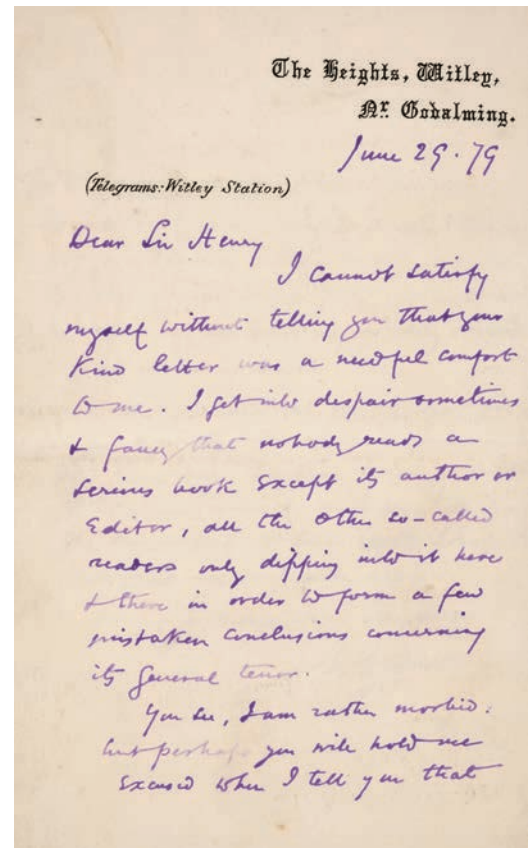 The Heights, Witley,
Nr. Godalming.
June 29. 79
(Telegrams: Witley Station)
Dear Sir Henry
I cannot satisfy
myself without telling you that your
kind letter was a needful comfort
to me. I get into despair sometimes
& fancy that nobody reads a
serious book except its author or
Editor, all the other so-called
readers only dipping into it here
& there in order to form a few
mistaken conclusions concerning
its general tenor.
You see, I am rather morbid:
but perhaps you will hold me
excused when I tell you that